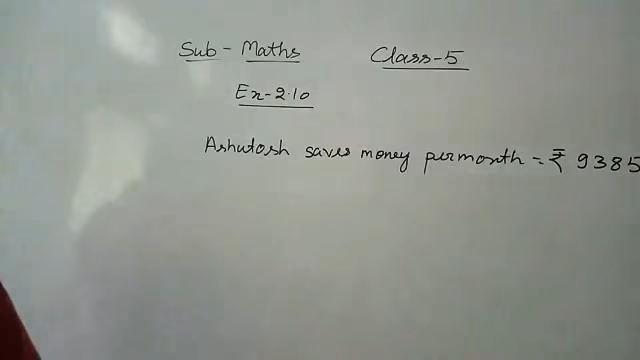 Sub - Maths Class-5
Ex-2.10
Ashutosh saves money per month = ₹ 9385